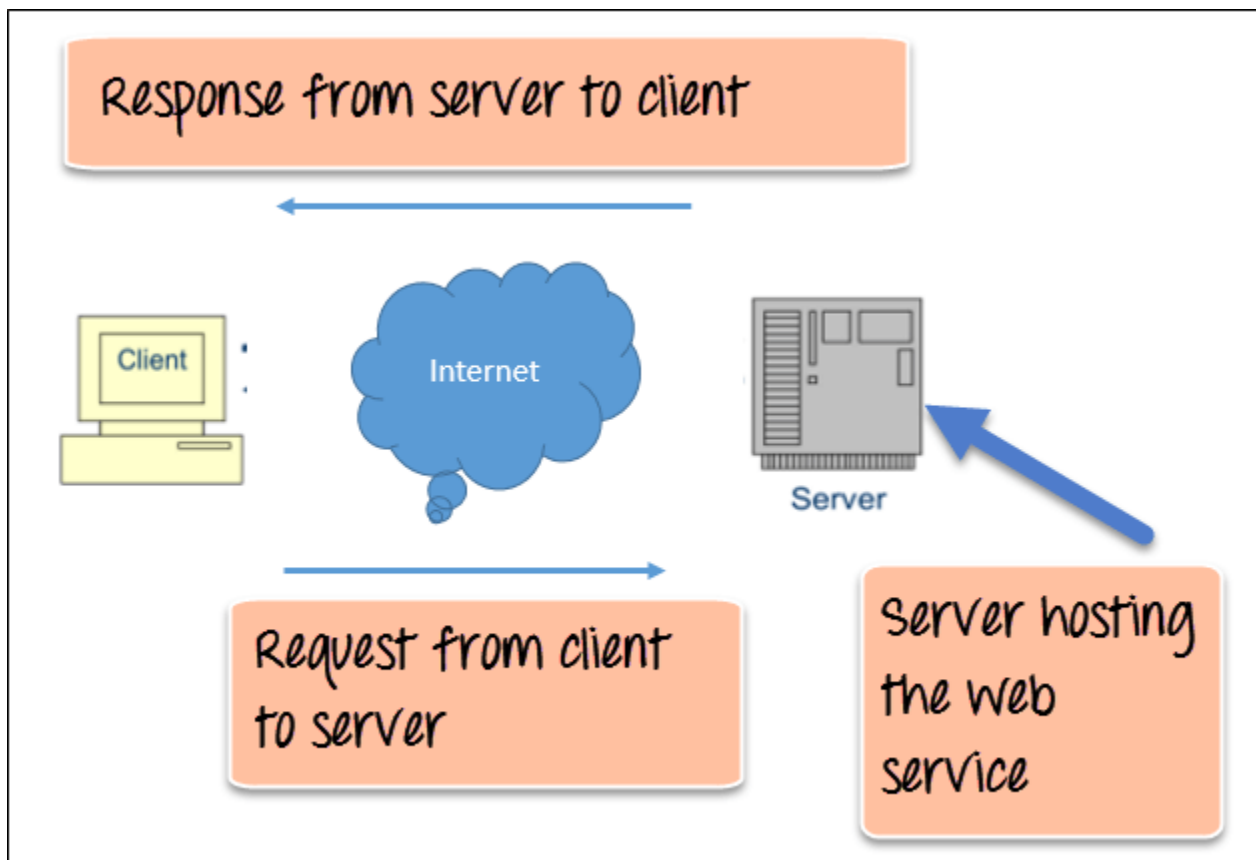 Response from server to client
Client
Internet
Server
Request from client
to server
Server hosting
the web
service